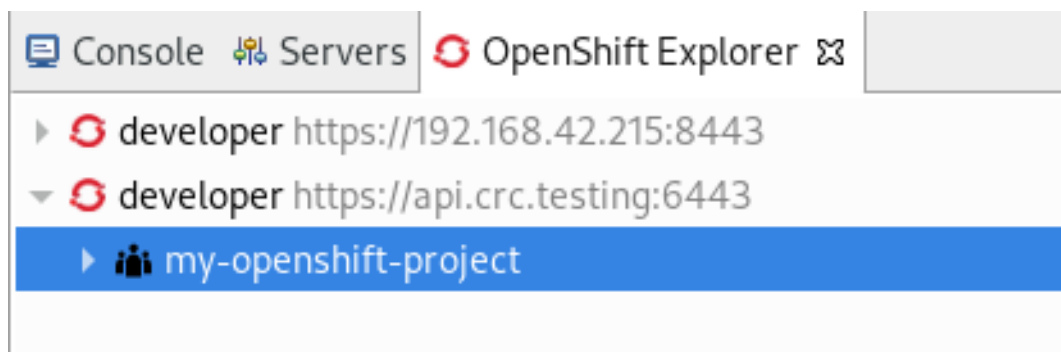 Console Servers OpenShift Explorer
developer https://192.168.42.215:8443
developer https://api.crc.testing:6443
my-openshift-project